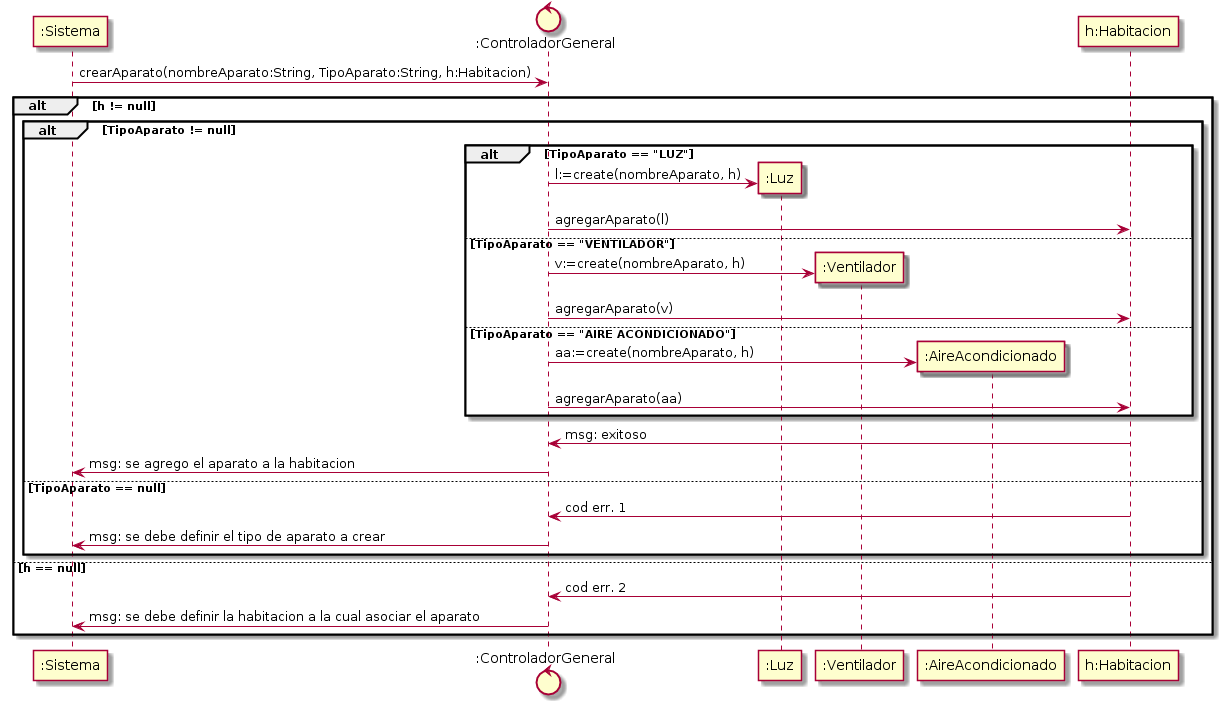 :Sistema
:ControladorGeneral
h:Habitacion
crearAparato(nombreAparato:String, TipoAparato:String, h:Habitacion)
alt [h != null]
alt [TipoAparato != null]
alt [TipoAparato == "LUZ"]
l:=create(nombreAparato, h)
:Luz
agregarAparato(l)
[TipoAparato == "VENTILADOR"]
v:=create(nombreAparato, h)
:Ventilador
agregarAparato(v)
[TipoAparato == "AIRE ACONDICIONADO"]
aa:=create(nombreAparato, h)
:AireAcondicionado
agregarAparato(aa)
msg: exitoso
msg: se agrego el aparato a la habitacion
[TipoAparato == null]
cod err. 1
msg: se debe definir el tipo de aparato a crear
[h == null]
cod err. 2
msg: se debe definir la habitacion a la cual asociar el aparato
:Sistema
:ControladorGeneral
:Luz
:Ventilador
:AireAcondicionado
h:Habitacion